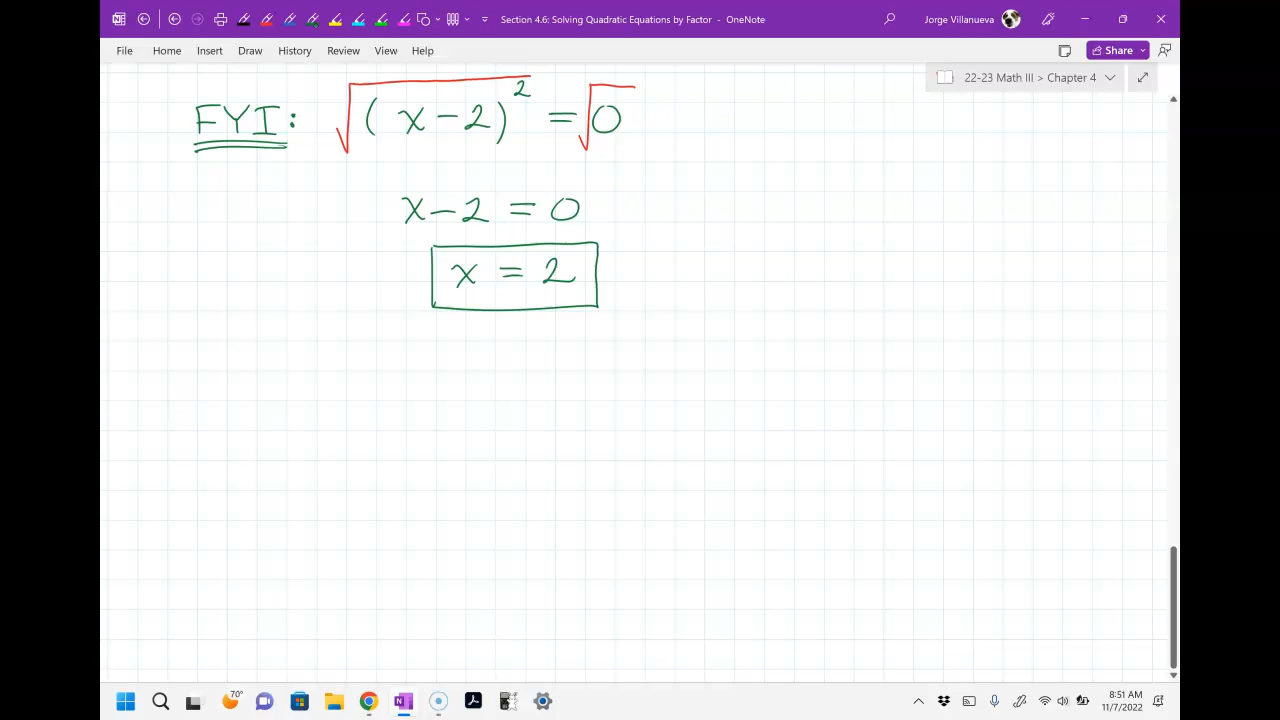 Section 4.6: Solving Quadratic Equations by Factor - OneNote
Jorge Villanueva
File Home Insert Draw History Review View Help
Share
22-23 Math III > Chapter 4
FYI: √(x-2)² = √0
x-2 = 0
x = 2
70°
8:51 AM
11/7/2022